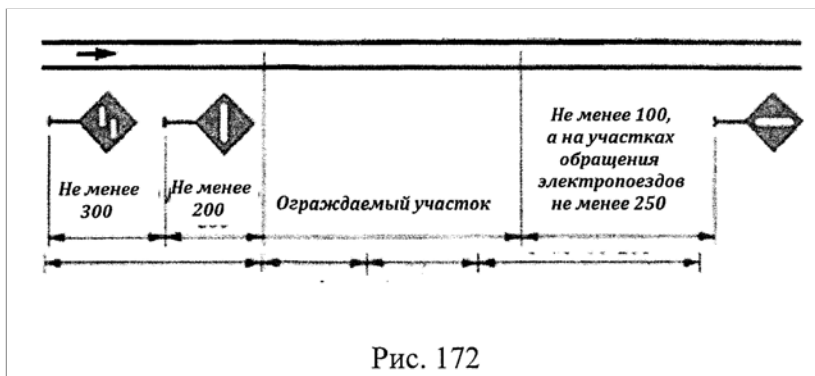 Не менее
300
Не менее
200
Ограждаемый участок
Не менее 100,
а на участках
обращения
электропоездов
не менее 250
Рис. 172